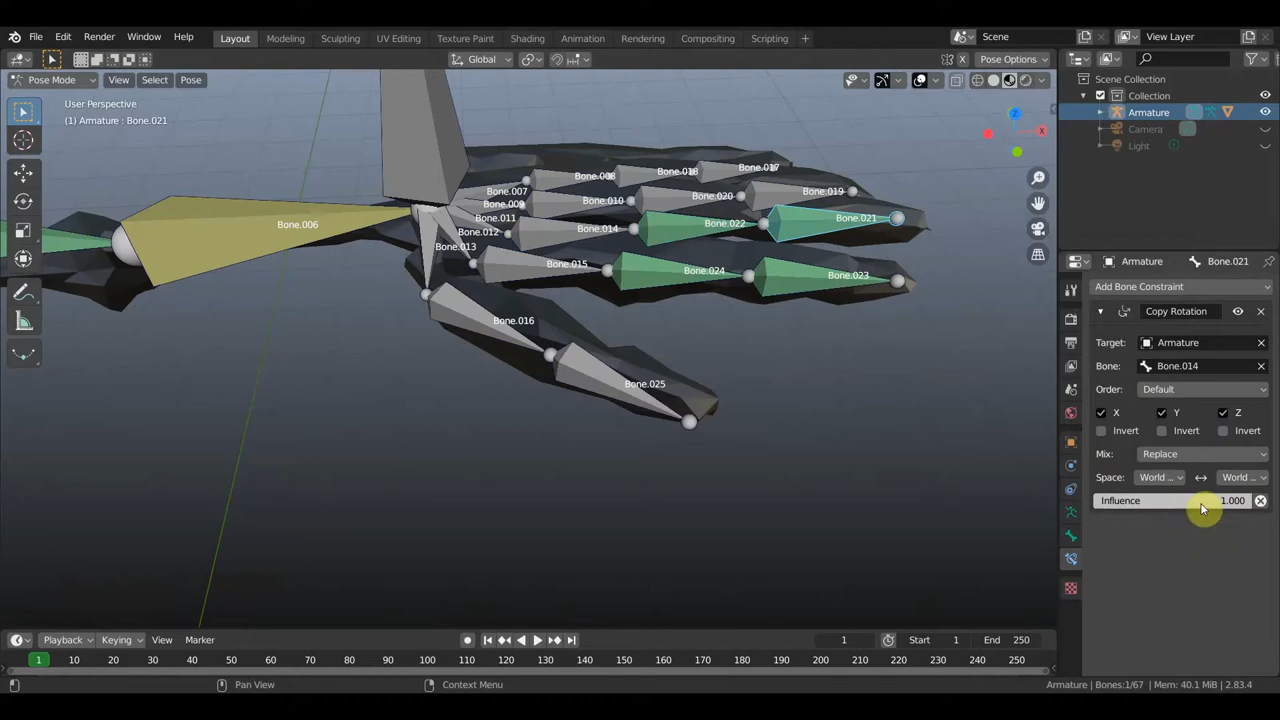 File Edit Render Window Help Layout Modeling Sculpting UV Editing Texture Paint Shading Animation Rendering Compositing Scripting + Scene View Layer
Global Pose Options
Pose Mode View Select Pose
User Perspective
(1) Armature : Bone.021
Scene Collection
Collection
Armature
Camera
Light
X
Z
Bone.006
Bone.007
Bone.008
Bone.017
Bone.009
Bone.010
Bone.020
Bone.019
Bone.011
Bone.012
Bone.014
Bone.022
Bone.021
Bone.013
Bone.015
Bone.024
Bone.023
Bone.016
Bone.025
Armature Bone.021
Add Bone Constraint
Copy Rotation
Target: Armature
Bone: Bone.014
Order: Default
X Y Z
Invert Invert Invert
Mix: Replace
Space: World ... World ...
Influence 1.000
Playback Keying View Marker 1 Start 1 End 250
1 10 20 30 40 50 60 70 80 90 100 110 120 130 140 150 160 170 180 190 200 210 220 230 240 250
Pan View Context Menu Armature | Bones:1/67 | Mem: 40.1 MiB | 2.83.4